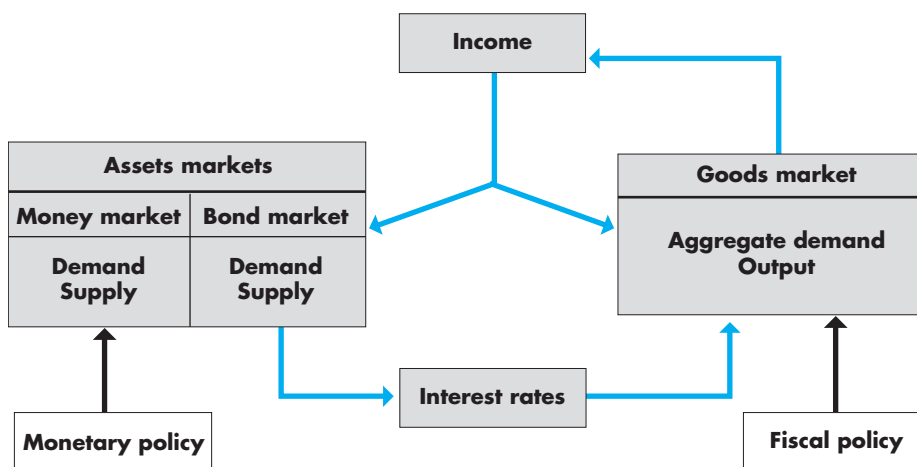 Income
Assets markets
Money market
Bond market
Demand
Supply
Demand
Supply
Goods market
Aggregate demand
Output
Interest rates
Monetary policy
Fiscal policy